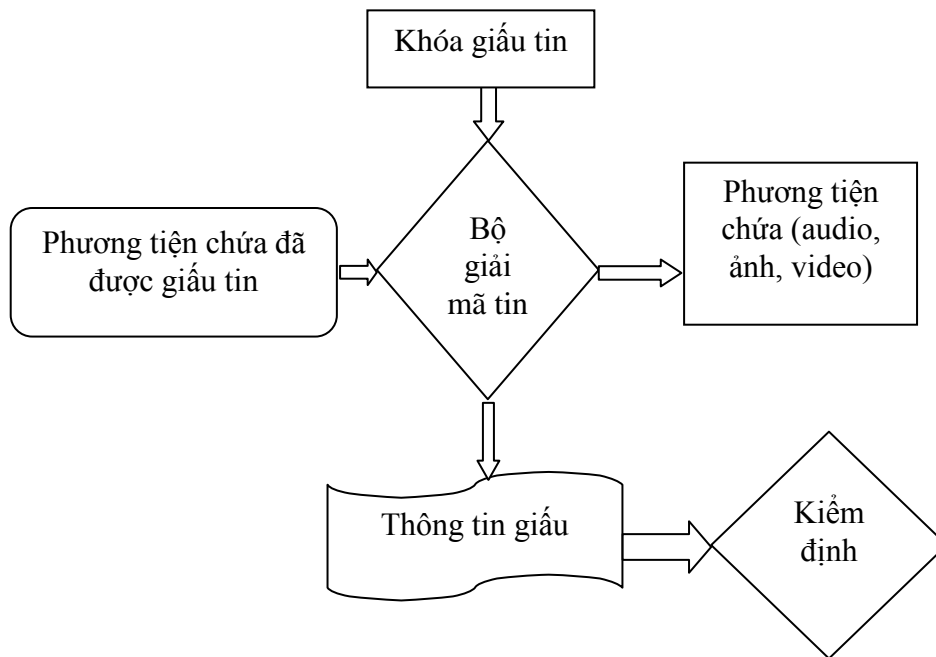 Khóa giấu tin
Phương tiện chứa đã
được giấu tin
Bộ
giải
mã tin
Phương tiện
chứa (audio,
ảnh, video)
Thông tin giấu
Kiểm
định